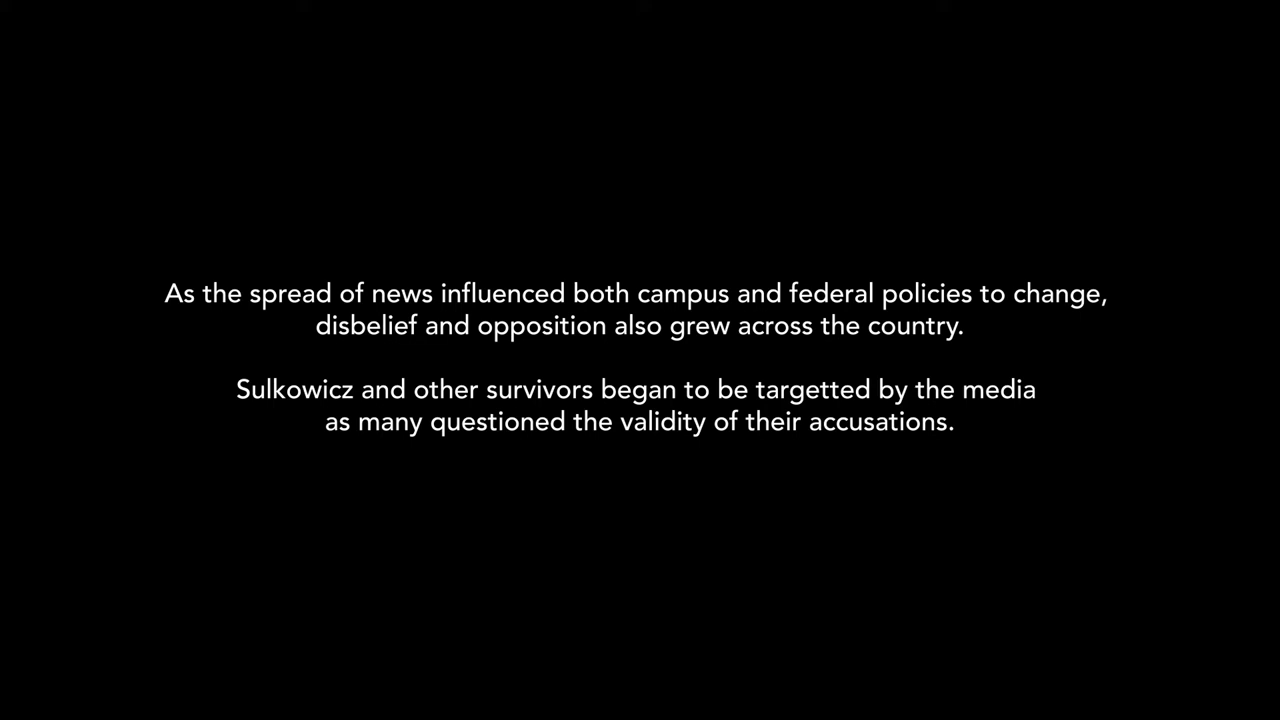 As the spread of news influenced both campus and federal policies to change,
disbelief and opposition also grew across the country.
Sulkowicz and other survivors began to be targetted by the media
as many questioned the validity of their accusations.